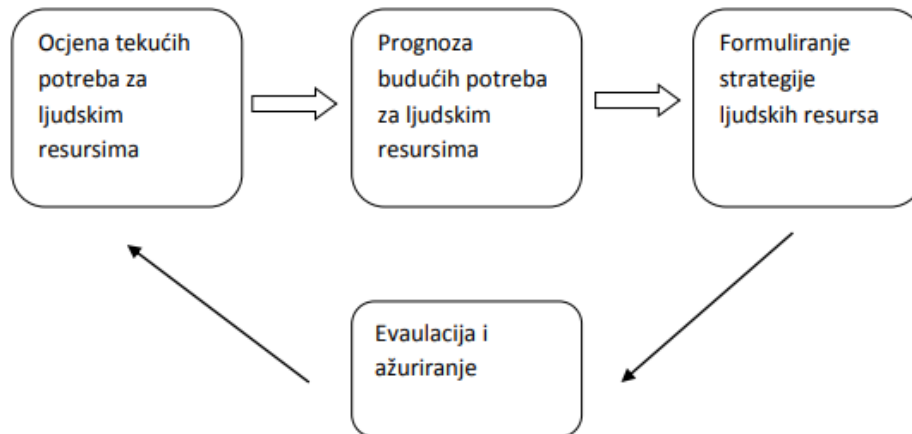 Ocjena tekućih
potreba za
ljudskim
resursima
Prognoza
budućih potreba
za ljudskim
resursima
Formuliranje
strategije
ljudskih resursa
Evaulacija i
ažuriranje